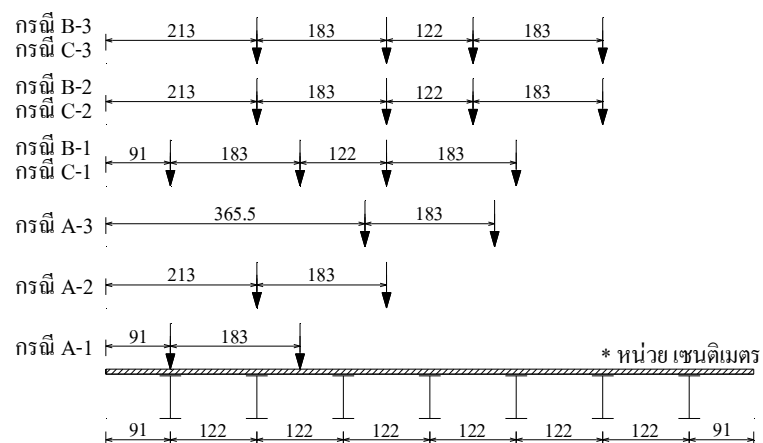 กรณี B-3
กรณี C-3
213 183 122 183
กรณี B-2
กรณี C-2
213 183 122 183
กรณี B-1
กรณี C-1
91 183 122 183
กรณี A-3
365.5 183
กรณี A-2
213 183
กรณี A-1
91 183
* หน่วย เซนติเมตร
91 122 122 122 122 122 122 91